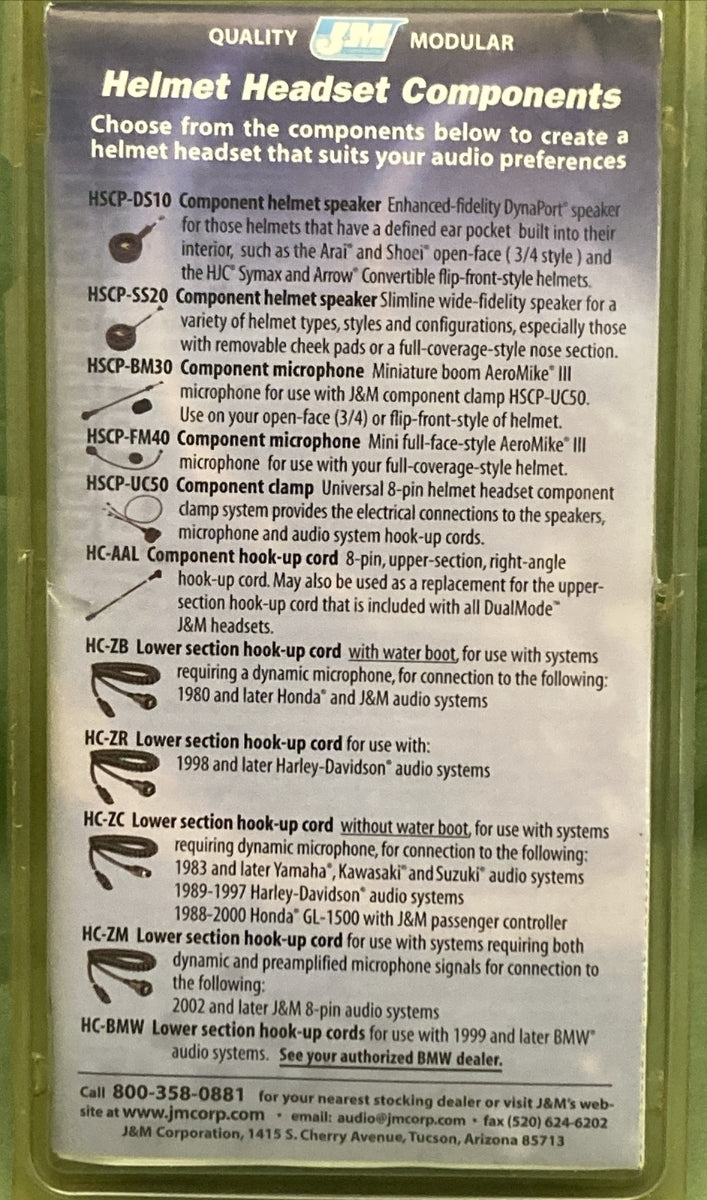 QUALITY J&M MODULAR
Helmet Headset Components
Choose from the components below to create a
helmet headset that suits your audio preferences
HSCP-DS10 Component helmet speaker Enhanced-fidelity DynaPort® speaker
for those helmets that have a defined ear pocket built into their
interior, such as the Arai® and Shoei® open-face ( 3/4 style ) and
the HJC® Symax and Arrow® Convertible flip-front-style helmets.
HSCP-SS20 Component helmet speaker Slimline wide-fidelity speaker for a
variety of helmet types, styles and configurations, especially those
with removable cheek pads or a full-coverage-style nose section.
HSCP-BM30 Component microphone Miniature boom AeroMike® III
microphone for use with J&M component clamp HSCP-UC50.
Use on your open-face (3/4) or flip-front-style of helmet.
HSCP-FM40 Component microphone Mini full-face-style AeroMike® III
microphone for use with your full-coverage-style helmet.
HSCP-UC50 Component clamp Universal 8-pin helmet headset component
clamp system provides the electrical connections to the speakers,
microphone and audio system hook-up cords.
HC-AAL Component hook-up cord 8-pin, upper-section, right-angle
hook-up cord. May also be used as a replacement for the upper-
section hook-up cord that is included with all DualMode™
J&M headsets.
HC-ZB Lower section hook-up cord with water boot, for use with systems
requiring a dynamic microphone, for connection to the following:
1980 and later Honda® and J&M audio systems
HC-ZR Lower section hook-up cord for use with:
1998 and later Harley-Davidson® audio systems
HC-ZC Lower section hook-up cord without water boot, for use with systems
requiring dynamic microphone, for connection to the following:
1983 and later Yamaha®, Kawasaki® and Suzuki® audio systems
1989-1997 Harley-Davidson® audio systems
1988-2000 Honda® GL-1500 with J&M passenger controller
HC-ZM Lower section hook-up cord for use with systems requiring both
dynamic and preamplified microphone signals for connection to
the following:
2002 and later J&M 8-pin audio systems
HC-BMW Lower section hook-up cords for use with 1999 and later BMW®
audio systems. See your authorized BMW dealer.
Call 800-358-0881 for your nearest stocking dealer or visit J&M's web-
site at www.jmcorp.com • email: audio@jmcorp.com • fax (520) 624-6202
J&M Corporation, 1415 S. Cherry Avenue, Tucson, Arizona 85713